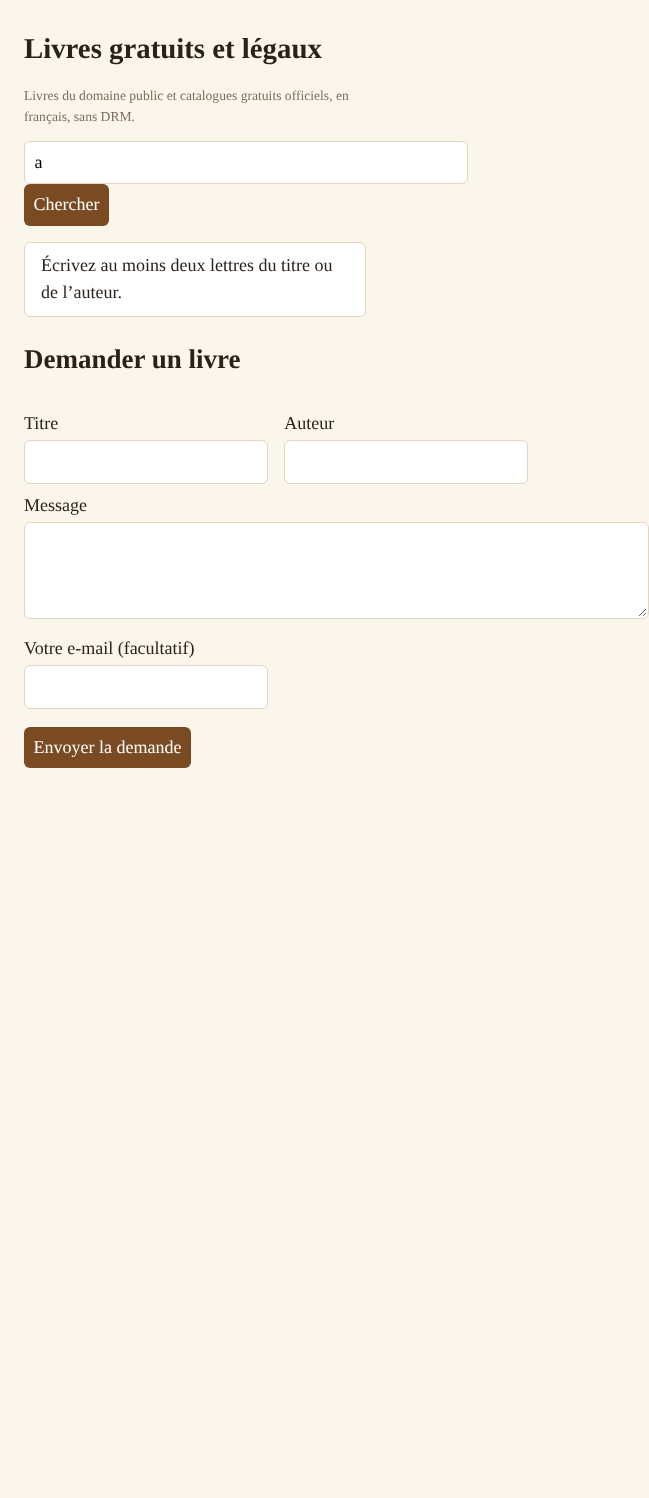 Livres gratuits et légaux
Livres du domaine public et catalogues gratuits officiels, en
français, sans DRM.
a
Chercher
Écrivez au moins deux lettres du titre ou
de l’auteur.
Demander un livre
Titre
Auteur
Message
Votre e-mail (facultatif)
Envoyer la demande